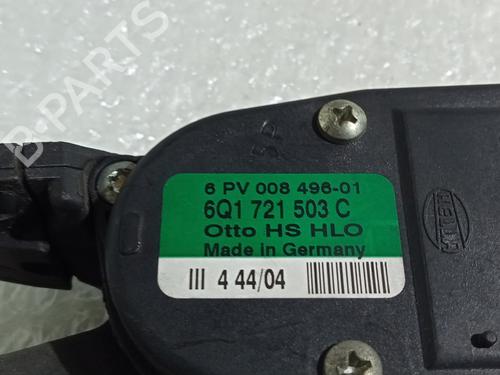 B-PARTS
6 PV 008 496-01
6Q1 721 503 C
Otto HS HLO
Made in Germany
III 4 44/04
HELLA